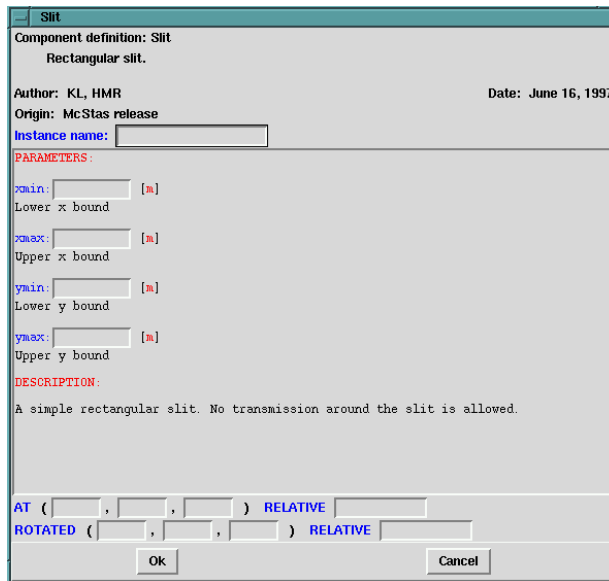 Slit
Component definition: Slit
Rectangular slit.
Author: KL, HMR Date: June 16, 1997
Origin: McStas release
Instance name:
PARAMETERS:
xmin: [m]
Lower x bound
xmax: [m]
Upper x bound
ymin: [m]
Lower y bound
ymax: [m]
Upper y bound
DESCRIPTION:
A simple rectangular slit. No transmission around the slit is allowed.
AT ( , , ) RELATIVE
ROTATED ( , , ) RELATIVE
Ok Cancel